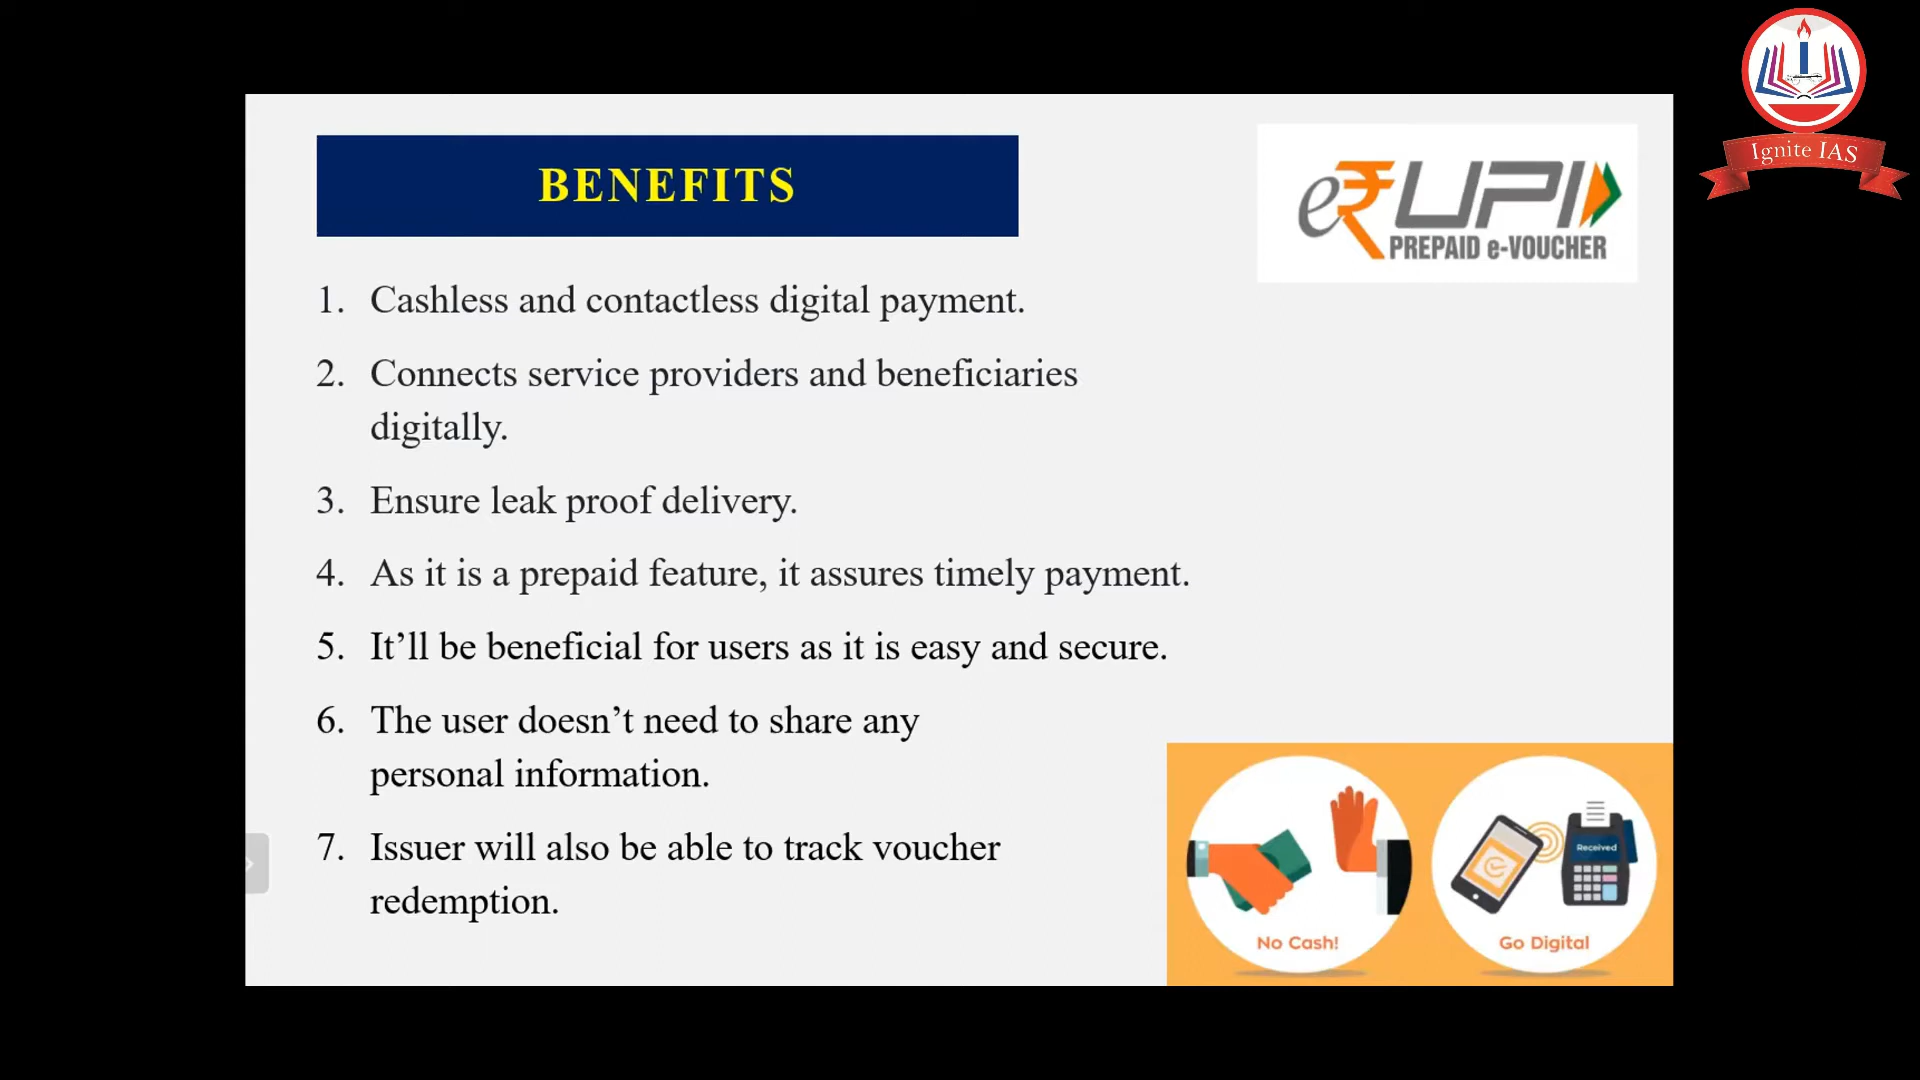 Ignite IAS
BENEFITS
e₹UPI
PREPAID e-VOUCHER
1. Cashless and contactless digital payment.
2. Connects service providers and beneficiaries
digitally.
3. Ensure leak proof delivery.
4. As it is a prepaid feature, it assures timely payment.
5. It’ll be beneficial for users as it is easy and secure.
6. The user doesn’t need to share any
personal information.
7. Issuer will also be able to track voucher
redemption.
Received
No Cash!
Go Digital